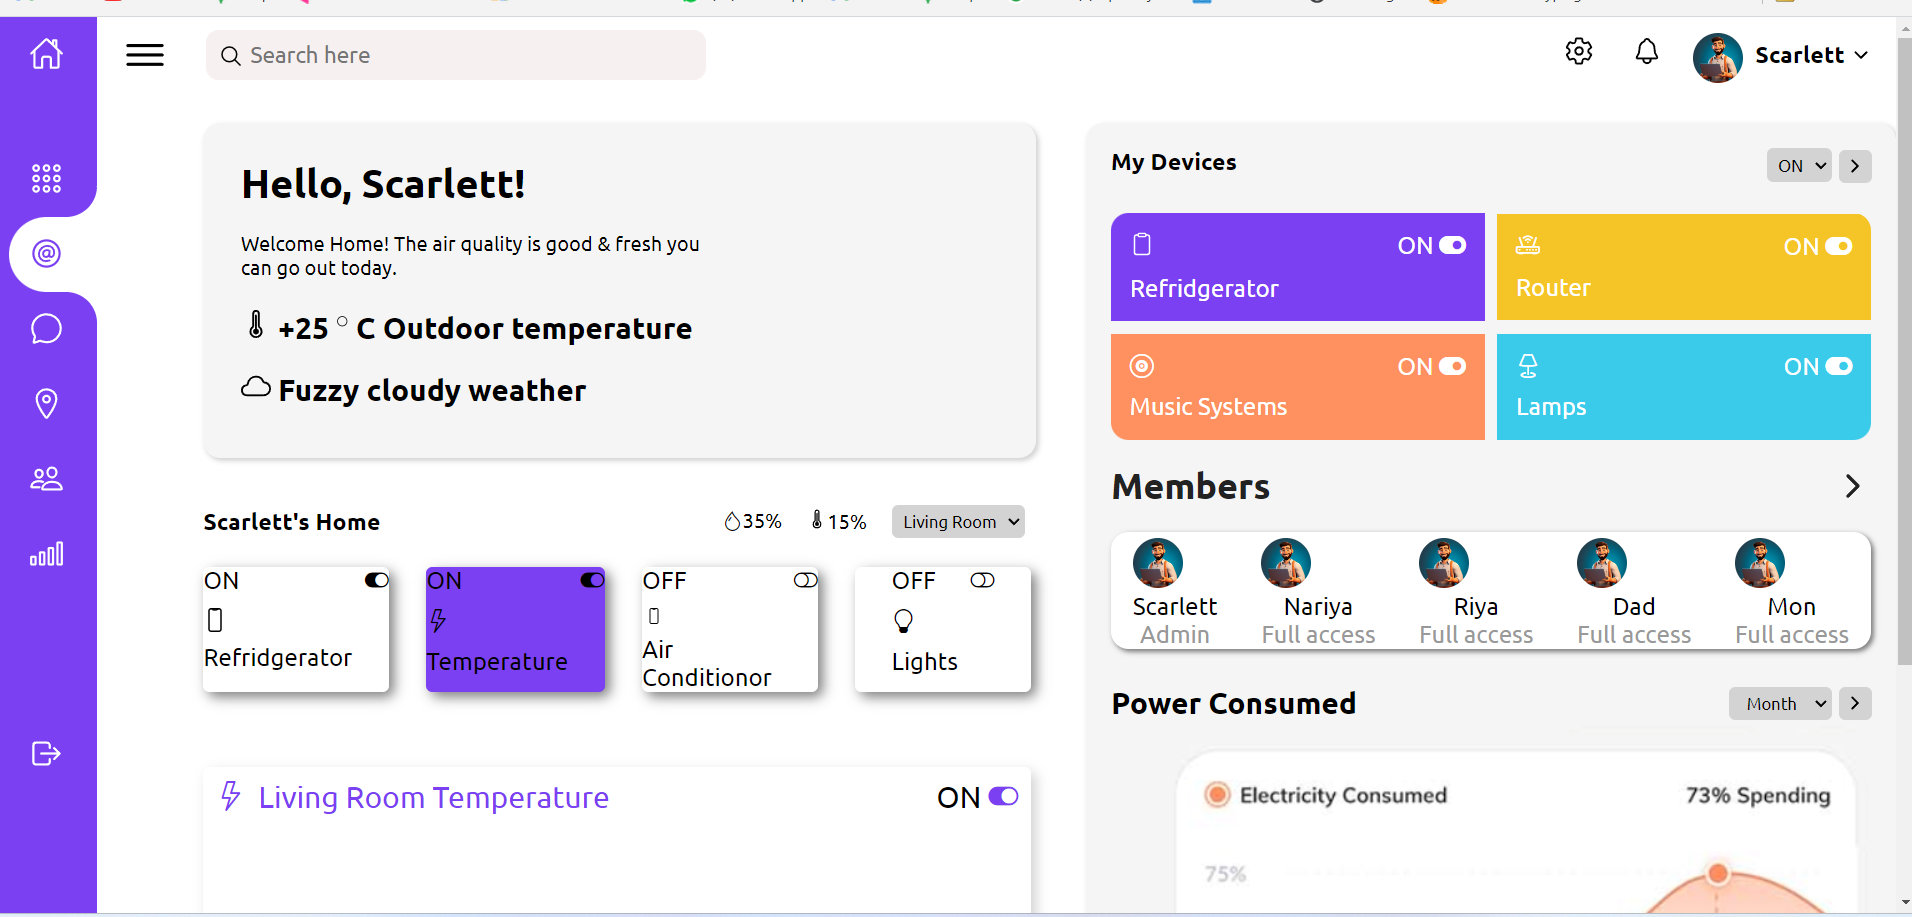 Search here
Scarlett
Hello, Scarlett!
Welcome Home! The air quality is good & fresh you
can go out today.
+25 ° C Outdoor temperature
Fuzzy cloudy weather
Scarlett's Home
35%
15%
Living Room
ON
Refridgerator
ON
Temperature
OFF
Air
Conditionor
OFF
Lights
Living Room Temperature
ON
My Devices
ON
ON
Refridgerator
ON
Router
ON
Music Systems
ON
Lamps
Members
Scarlett
Admin
Nariya
Full access
Riya
Full access
Dad
Full access
Mon
Full access
Power Consumed
Month
Electricity Consumed
73% Spending
75%